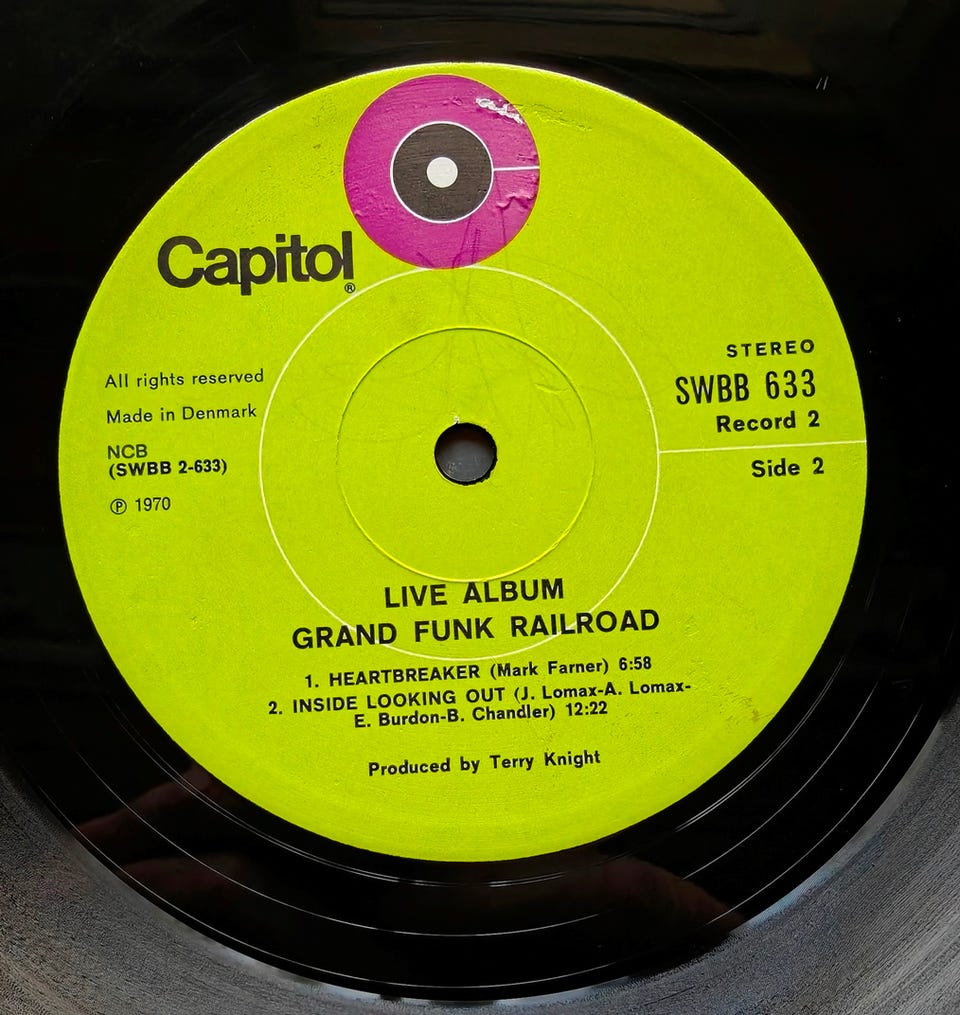 Capitol®
All rights reserved
Made in Denmark
NCB
(SWBB 2-633)
℗ 1970
STEREO
SWBB 633
Record 2
Side 2
LIVE ALBUM
GRAND FUNK RAILROAD
1. HEARTBREAKER (Mark Farner) 6:58
2. INSIDE LOOKING OUT (J. Lomax-A. Lomax-
E. Burdon-B. Chandler) 12:22
Produced by Terry Knight